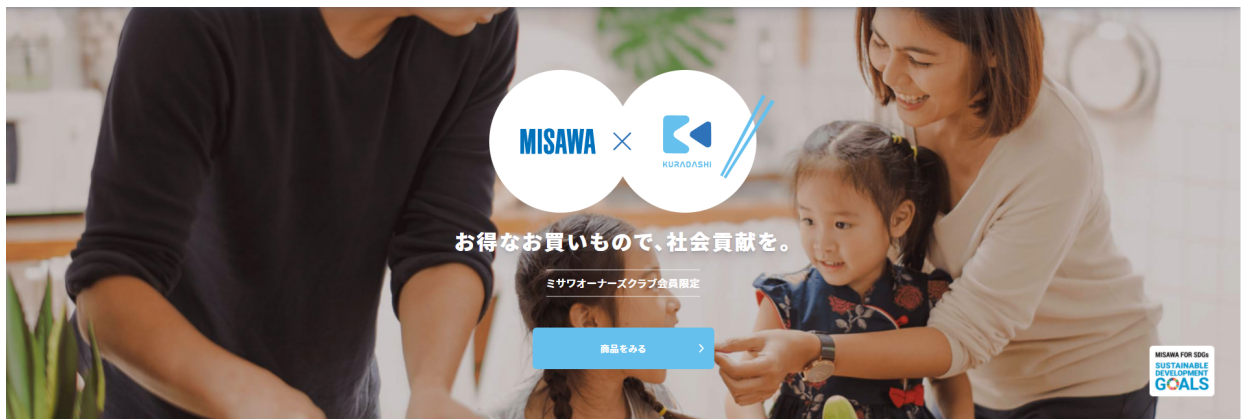 MISAWA × KURADASHI
お得なお買いもので、社会貢献を。
ミサワオーナーズクラブ会員限定
商品をみる
MISAWA FOR SDGs
SUSTAINABLE
DEVELOPMENT
GOALS